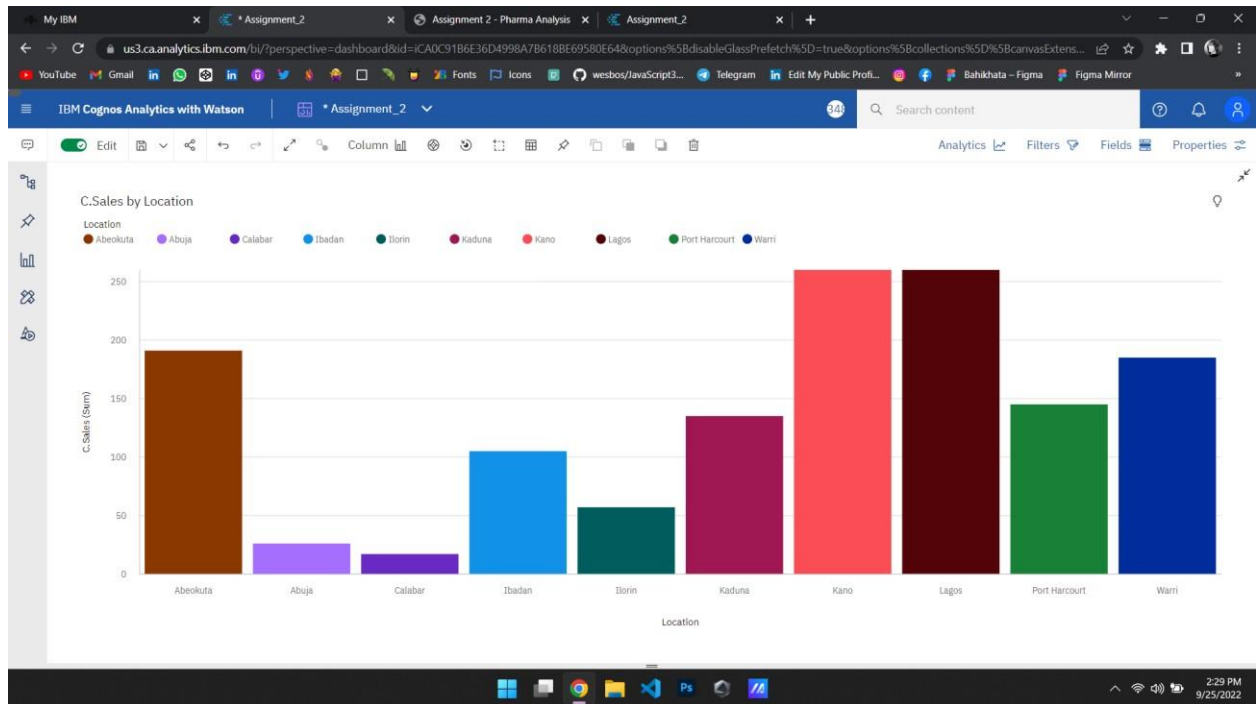 My IBM
* Assignment_2
Assignment 2 - Pharma Analysis
Assignment_2
us3.ca.analytics.ibm.com/bi/?perspective=dashboard&id=iCA0C91B6E36D4998A7B618BE69580E64&options%5BdisableGlassPrefetch%5D=true&options%5Bcollections%5D%5BcanvasExtens...
YouTube Gmail Fonts Icons wesbos/JavaScript3... Telegram Edit My Public Profi... Bahikhata – Figma Figma Mirror »
IBM Cognos Analytics with Watson * Assignment_2 Search content
Edit Column Analytics Filters Fields Properties
C.Sales by Location
Location
Abeokuta Abuja Calabar Ibadan Ilorin Kaduna Kano Lagos Port Harcourt Warri
250
200
150
100
50
0
C.Sales (Sum)
Abeokuta Abuja Calabar Ibadan Ilorin Kaduna Kano Lagos Port Harcourt Warri
Location
Ps
2:29 PM
9/25/2022